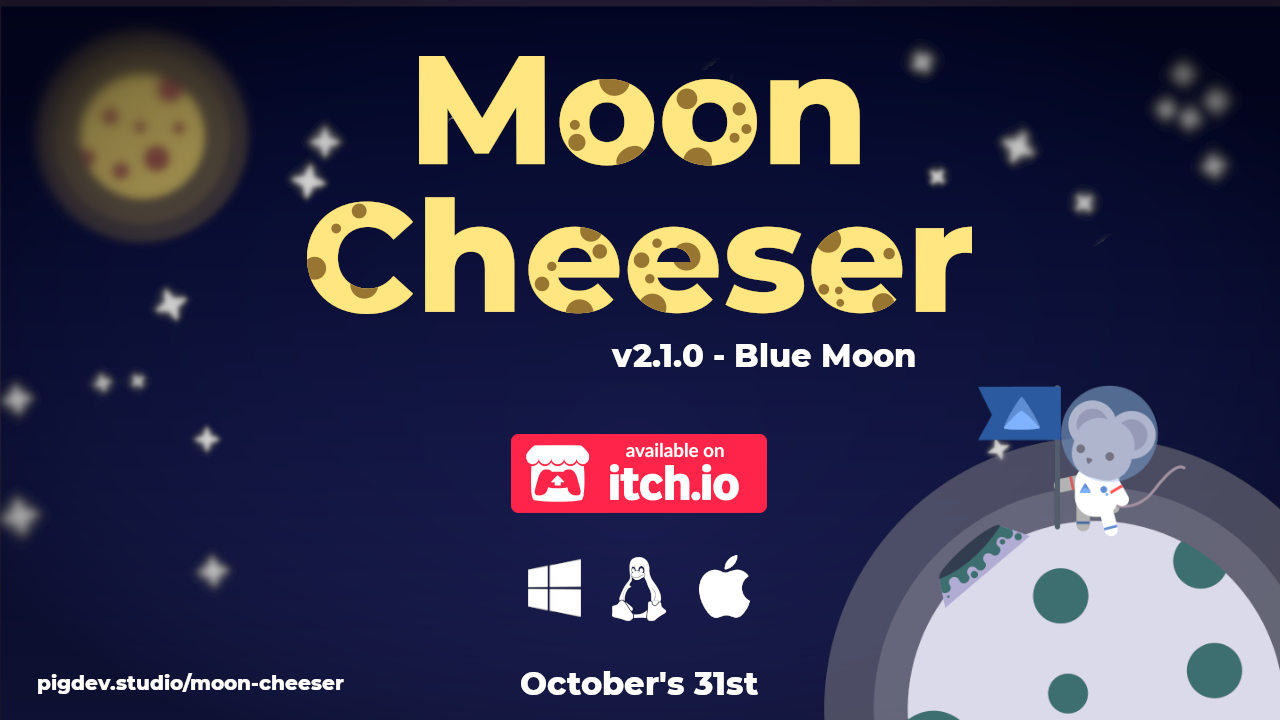 Moon
Cheeser
v2.1.0 - Blue Moon
available on
itch.io
October's 31st
pigdev.studio/moon-cheeser